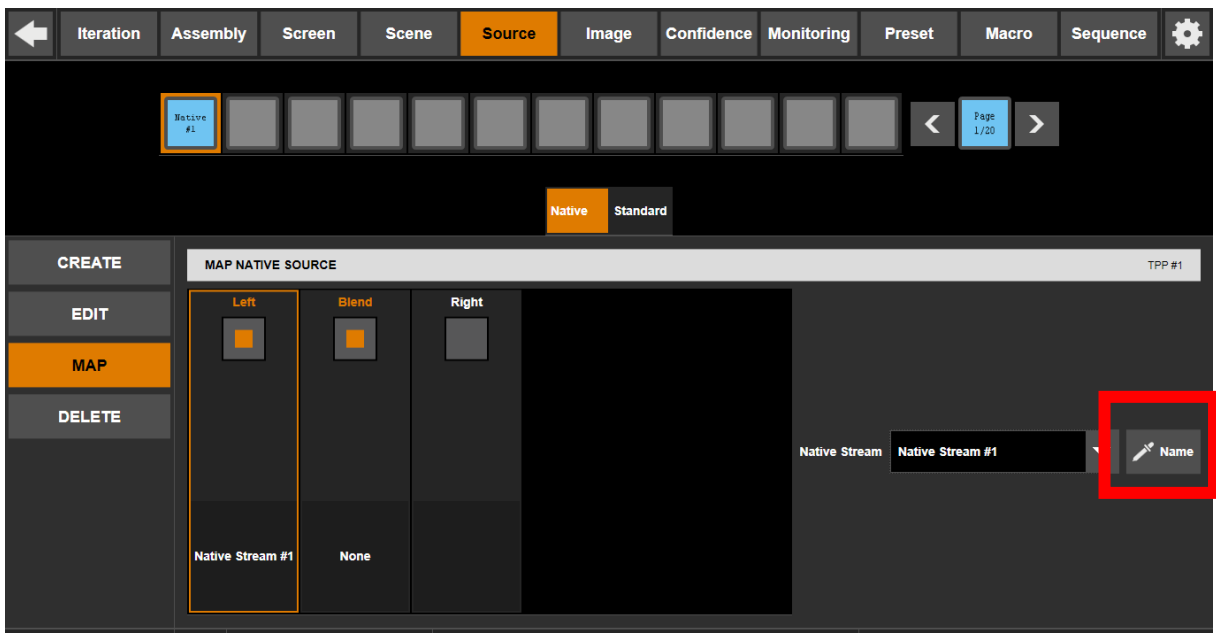 Iteration Assembly Screen Scene Source Image Confidence Monitoring Preset Macro Sequence
Native
#1
Page
1/20
Native Standard
CREATE
EDIT
MAP
DELETE
MAP NATIVE SOURCE TPP #1
Left Blend Right
Native Stream Native Stream #1 Name
Native Stream #1 None